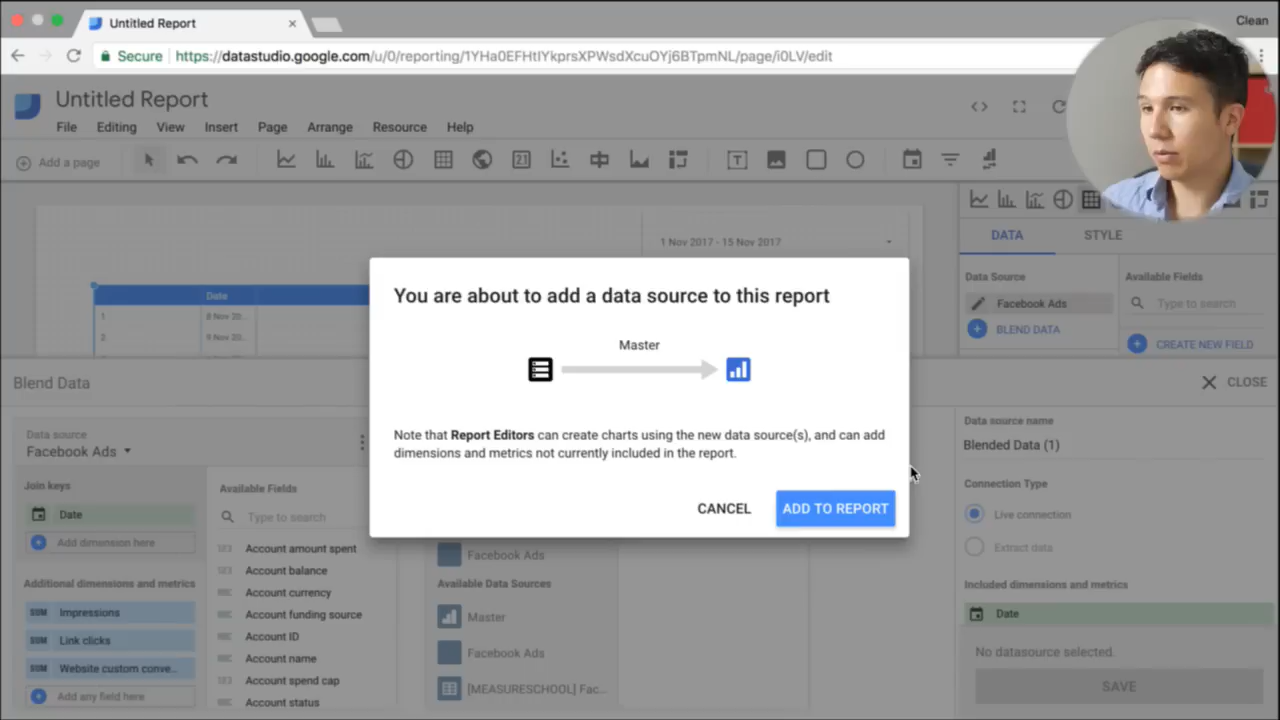 Untitled Report
Clean
Secure https://datastudio.google.com/u/0/reporting/1YHa0EFHtIYkprsXPWsdXcuOYj6BTpmNL/page/i0LV/edit
Untitled Report
File Editing View Insert Page Arrange Resource Help
Add a page
DATA STYLE
1 Nov 2017 - 15 Nov 2017
Data Source Available Fields
Facebook Ads Type to search
BLEND DATA
CREATE NEW FIELD
Date
1. 8 Nov 20...
2. 9 Nov 20...
You are about to add a data source to this report
Master
Note that Report Editors can create charts using the new data source(s), and can add
dimensions and metrics not currently included in the report.
CANCEL ADD TO REPORT
Blend Data
CLOSE
Data source
Facebook Ads
Join keys
Date
Add dimension here
Additional dimensions and metrics
SUM Impressions
SUM Link clicks
SUM Website custom conve...
Add any field here
Available Fields
Type to search
Account amount spent
Account balance
Account currency
Account funding source
Account ID
Account name
Account spend cap
Account status
Facebook Ads
Available Data Sources
Master
Facebook Ads
[MEASURESCHOOL] Fac...
Data source name
Blended Data (1)
Connection Type
Live connection
Extract data
Included dimensions and metrics
Date
No datasource selected.
SAVE